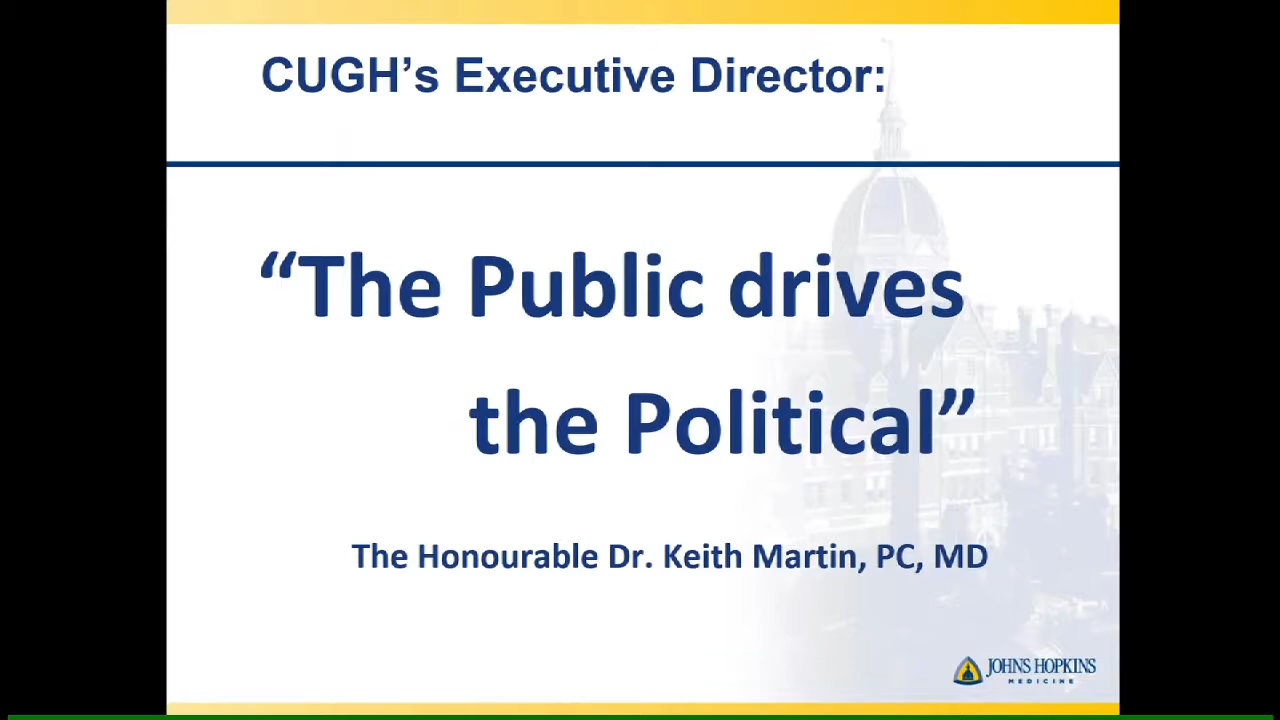 CUGH’s Executive Director:
“The Public drives
the Political”
The Honourable Dr. Keith Martin, PC, MD
JOHNS HOPKINS
MEDICINE